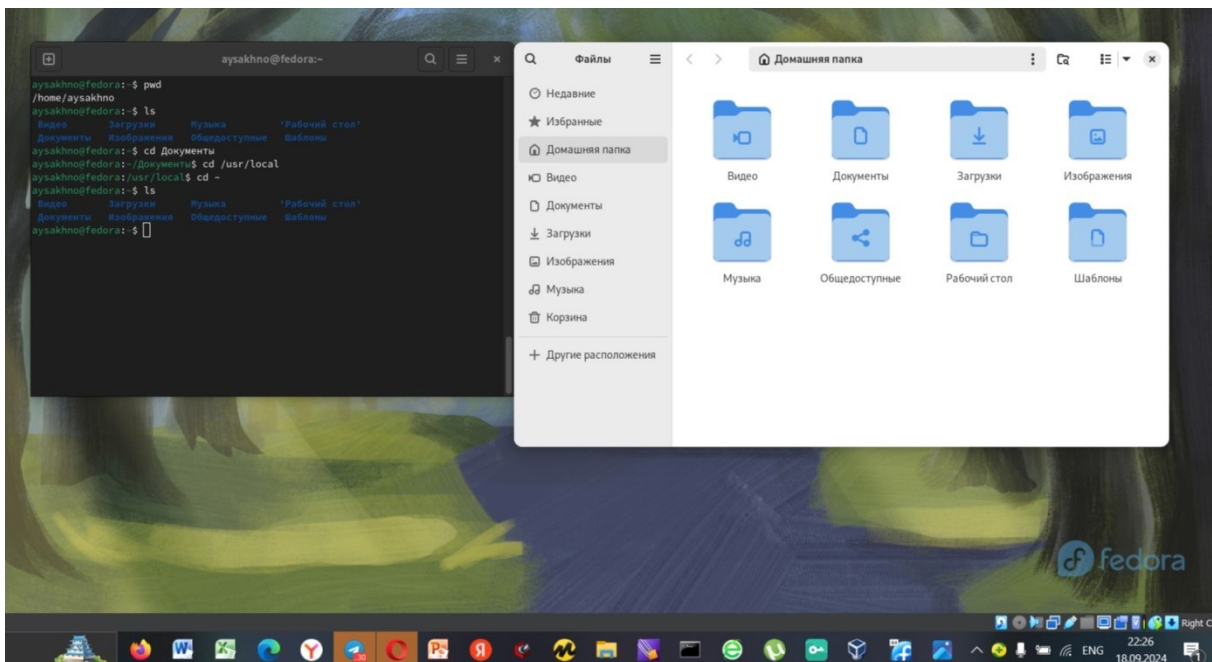 aysakhno@fedora:~
aysakhno@fedora:~$ pwd
/home/aysakhno
aysakhno@fedora:~$ ls
Видео Загрузки Музыка 'Рабочий стол'
Документы Изображения Общедоступные Шаблоны
aysakhno@fedora:~$ cd Документы
aysakhno@fedora:~/Документы$ cd /usr/local
aysakhno@fedora:/usr/local$ cd ~
aysakhno@fedora:~$ ls
Видео Загрузки Музыка 'Рабочий стол'
Документы Изображения Общедоступные Шаблоны
aysakhno@fedora:~$
Файлы
Недавние
Избранные
Домашняя папка
Видео
Документы
Загрузки
Изображения
Музыка
Корзина
+ Другие расположения
Домашняя папка
Видео Документы Загрузки Изображения
Музыка Общедоступные Рабочий стол Шаблоны
fedora
Right C
ENG
22:26
18.09.2024